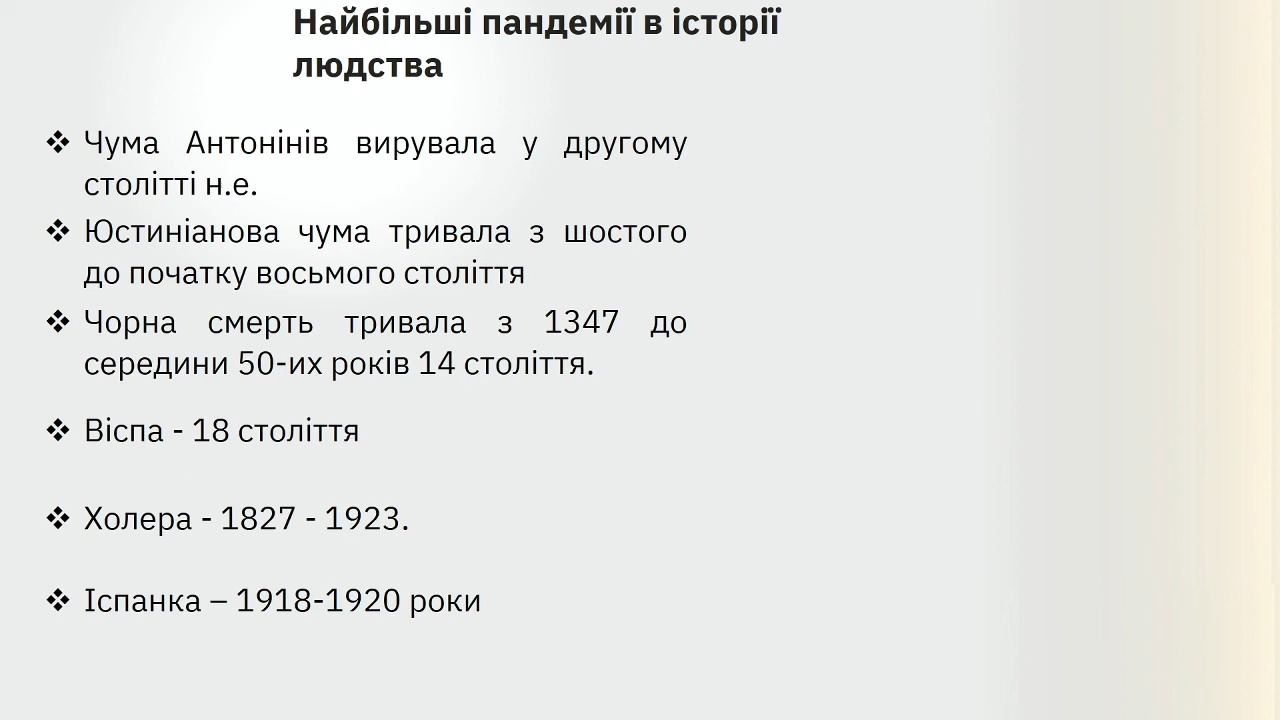 Найбільші пандемії в історії
людства
❖ Чума Антонінів вирувала у другому
столітті н.е.
❖ Юстиніанова чума тривала з шостого
до початку восьмого століття
❖ Чорна смерть тривала з 1347 до
середини 50-их років 14 століття.
❖ Віспа - 18 століття
❖ Холера - 1827 - 1923.
❖ Іспанка – 1918-1920 роки